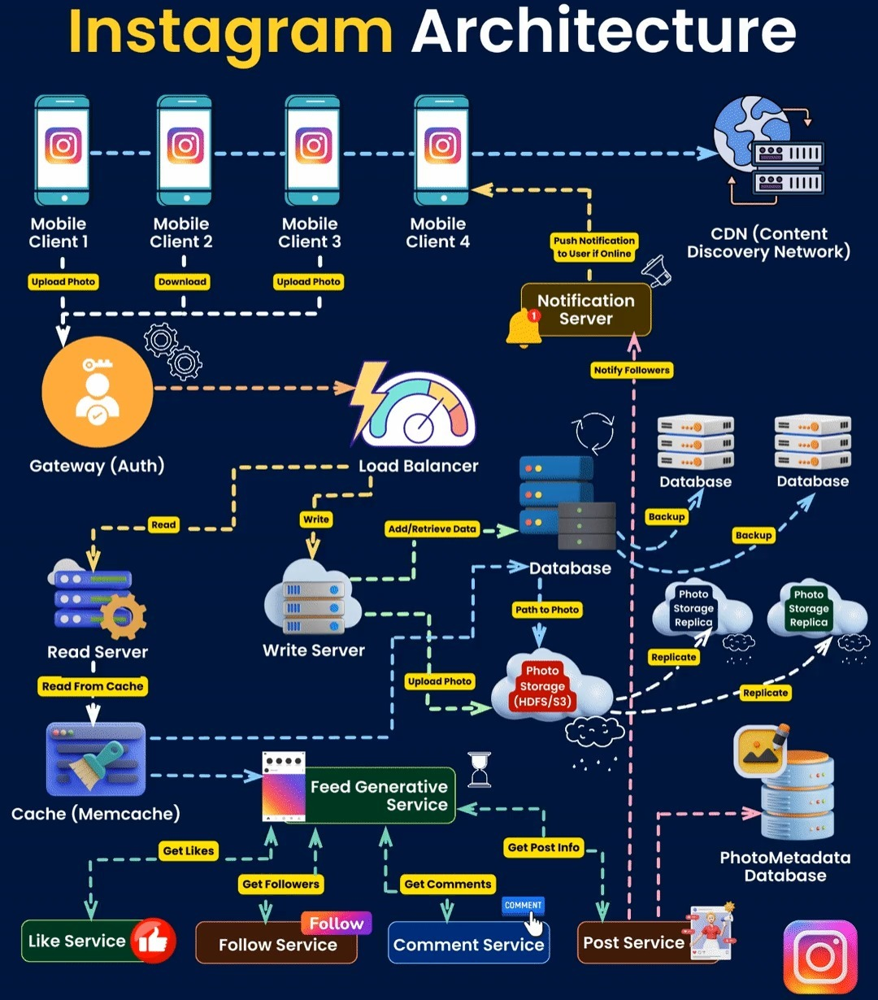 Instagram Architecture
Mobile
Client 1
Mobile
Client 2
Mobile
Client 3
Mobile
Client 4
CDN (Content
Discovery Network)
Upload Photo
Download
Upload Photo
Push Notification
to User if Online
Notification
Server
1
Notify Followers
Gateway (Auth)
Load Balancer
Database
Database
Backup
Backup
Read
Write
Add/Retrieve Data
Database
Read Server
Write Server
Path to Photo
Photo
Storage
Replica
Photo
Storage
Replica
Replicate
Replicate
Read From Cache
Upload Photo
Photo
Storage
(HDFS/S3)
Cache (Memcache)
Feed Generative
Service
PhotoMetadata
Database
Get Likes
Get Followers
Get Comments
Get Post Info
Like Service
Follow
Follow Service
COMMENT
Comment Service
Post Service